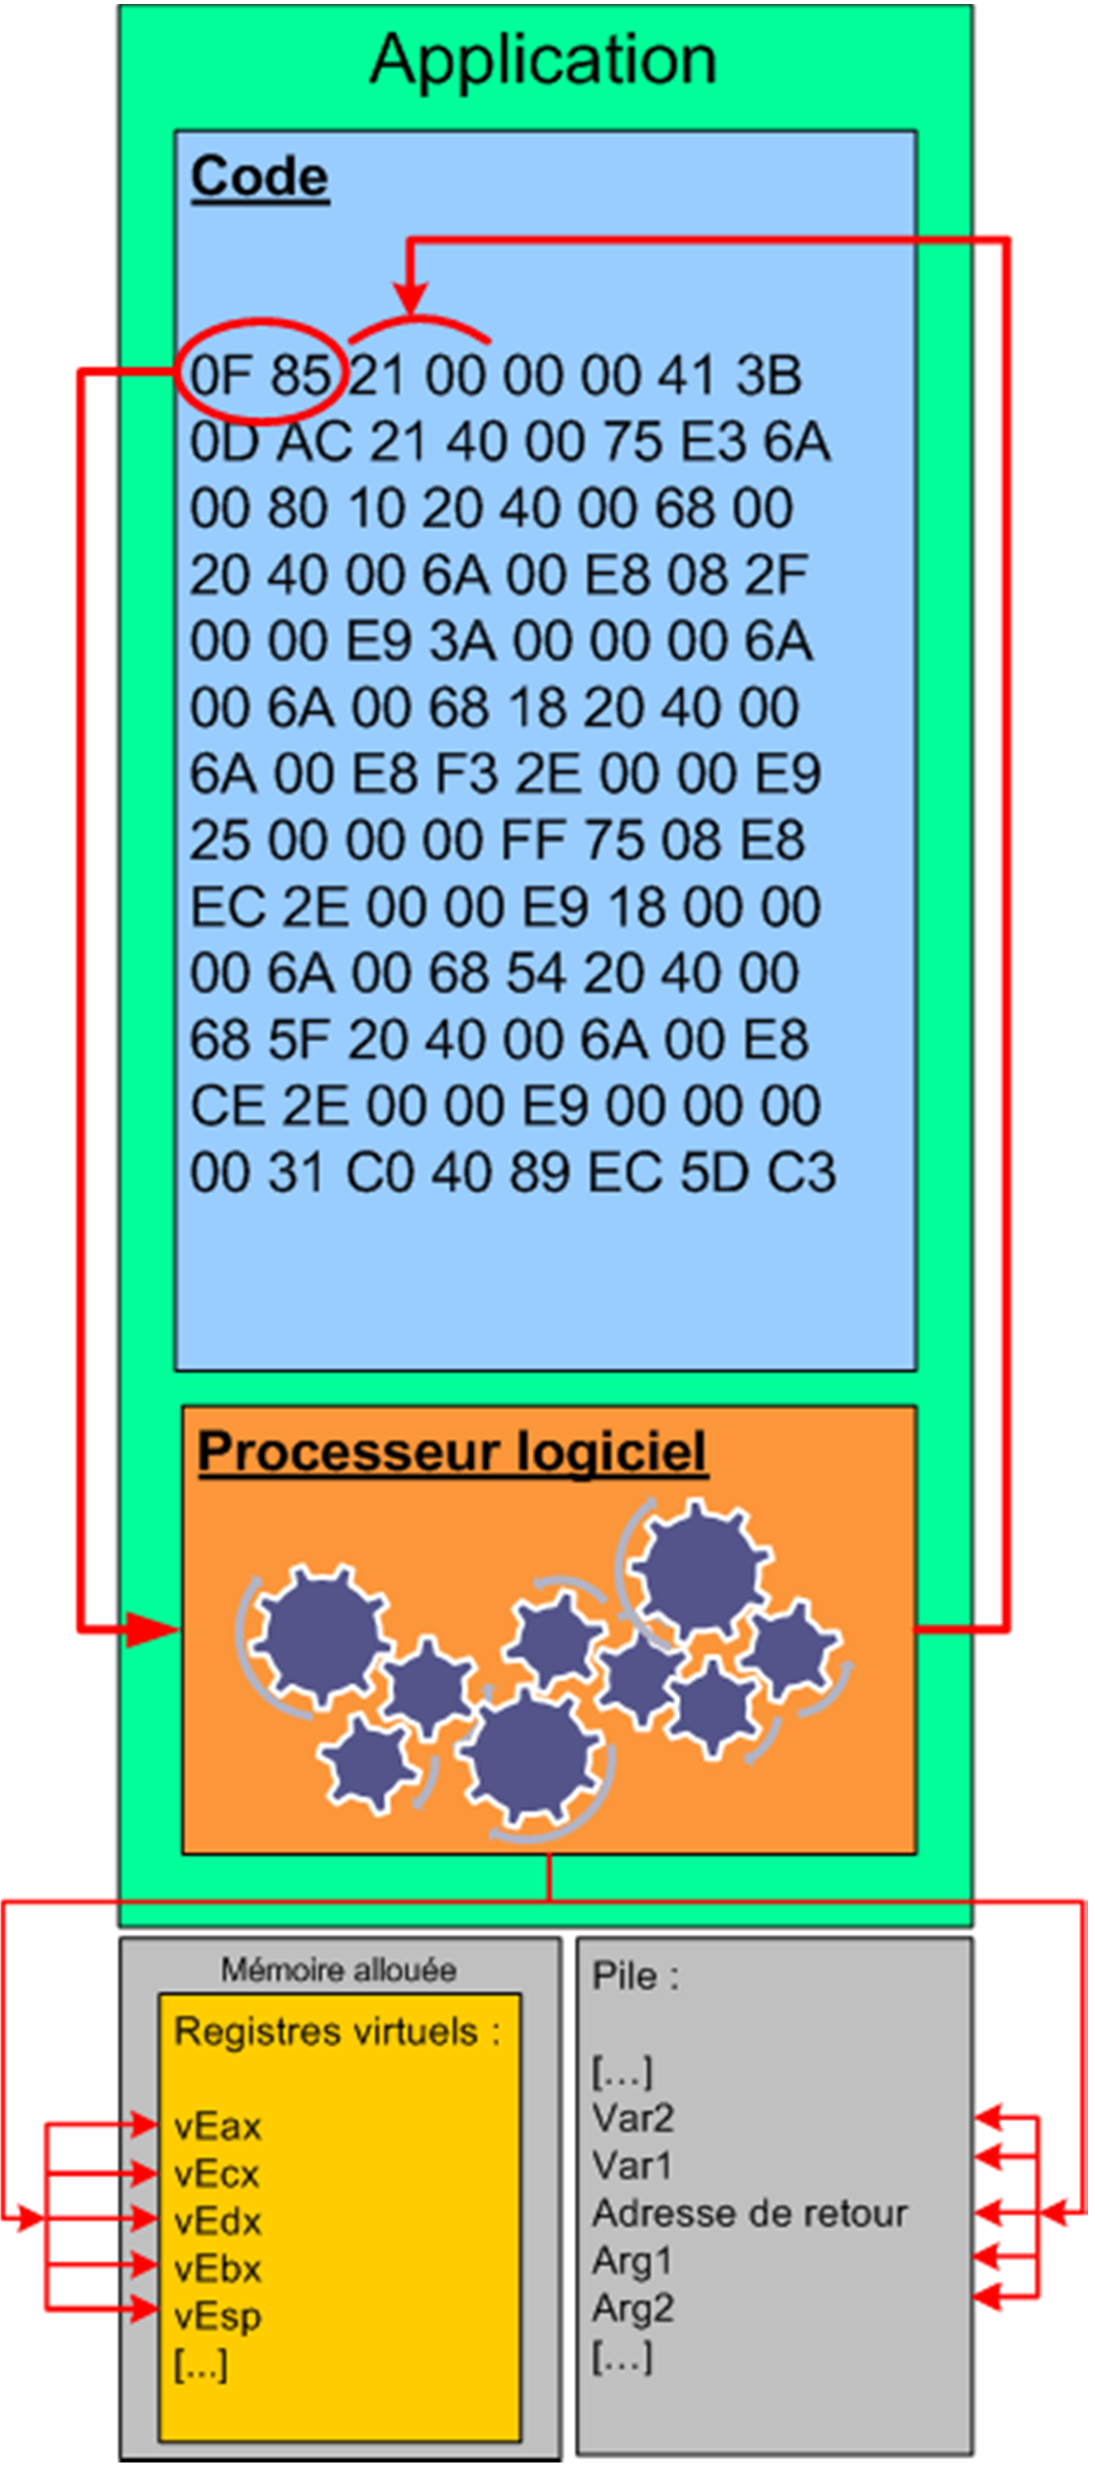 Application
Code
0F 85 21 00 00 00 41 3B
0D AC 21 40 00 75 E3 6A
00 80 10 20 40 00 68 00
20 40 00 6A 00 E8 08 2F
00 00 E9 3A 00 00 00 6A
00 6A 00 68 18 20 40 00
6A 00 E8 F3 2E 00 00 E9
25 00 00 00 FF 75 08 E8
EC 2E 00 00 E9 18 00 00
00 6A 00 68 54 20 40 00
68 5F 20 40 00 6A 00 E8
CE 2E 00 00 E9 00 00 00
00 31 C0 40 89 EC 5D C3
Processeur logiciel
Mémoire allouée
Registres virtuels :
vEax
vEcx
vEdx
vEbx
vEsp
[...]
Pile :
[...]
Var2
Var1
Adresse de retour
Arg1
Arg2
[...]